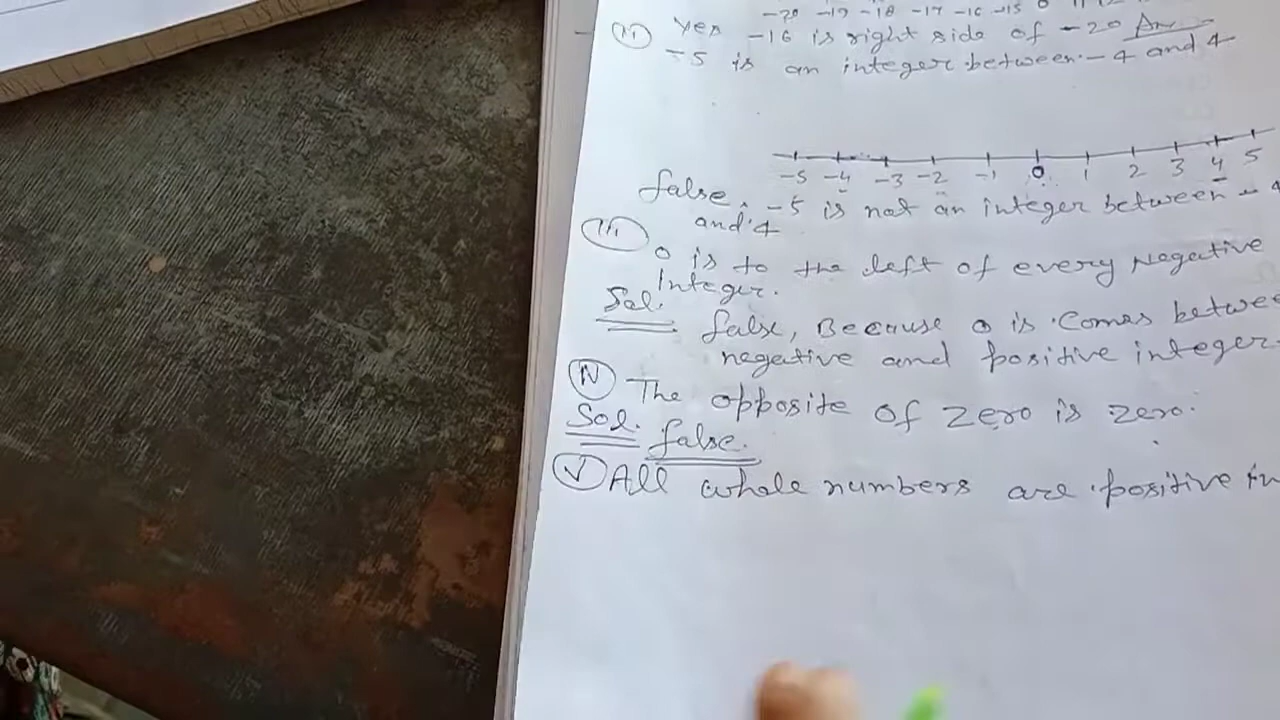 -20 -19 -18 -17 -16 -15 0
(ii) Yes -16 is right side of -20 Ans
-5 is an integer between -4 and 4
-5 -4 -3 -2 -1 0 1 2 3 4 5
false. -5 is not an integer between -4
and 4
(iii) 0 is to the left of every Negative
Integer.
Sol. false, Because 0 is comes betwee
negative and positive integer
(iv) The opposite of zero is zero.
Sol. false.
(v) All whole numbers are positive in